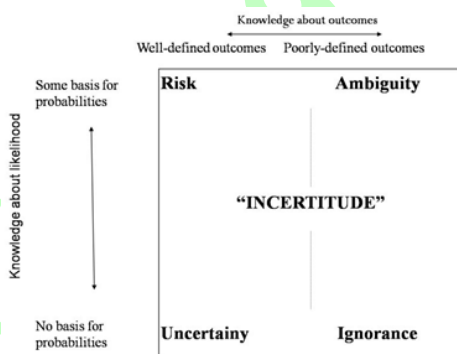 Knowledge about outcomes
Well-defined outcomes Poorly-defined outcomes
Some basis for
probabilities
Risk Ambiguity
Knowledge about likelihood
“INCERTITUDE”
No basis for
probabilities
Uncertainy Ignorance